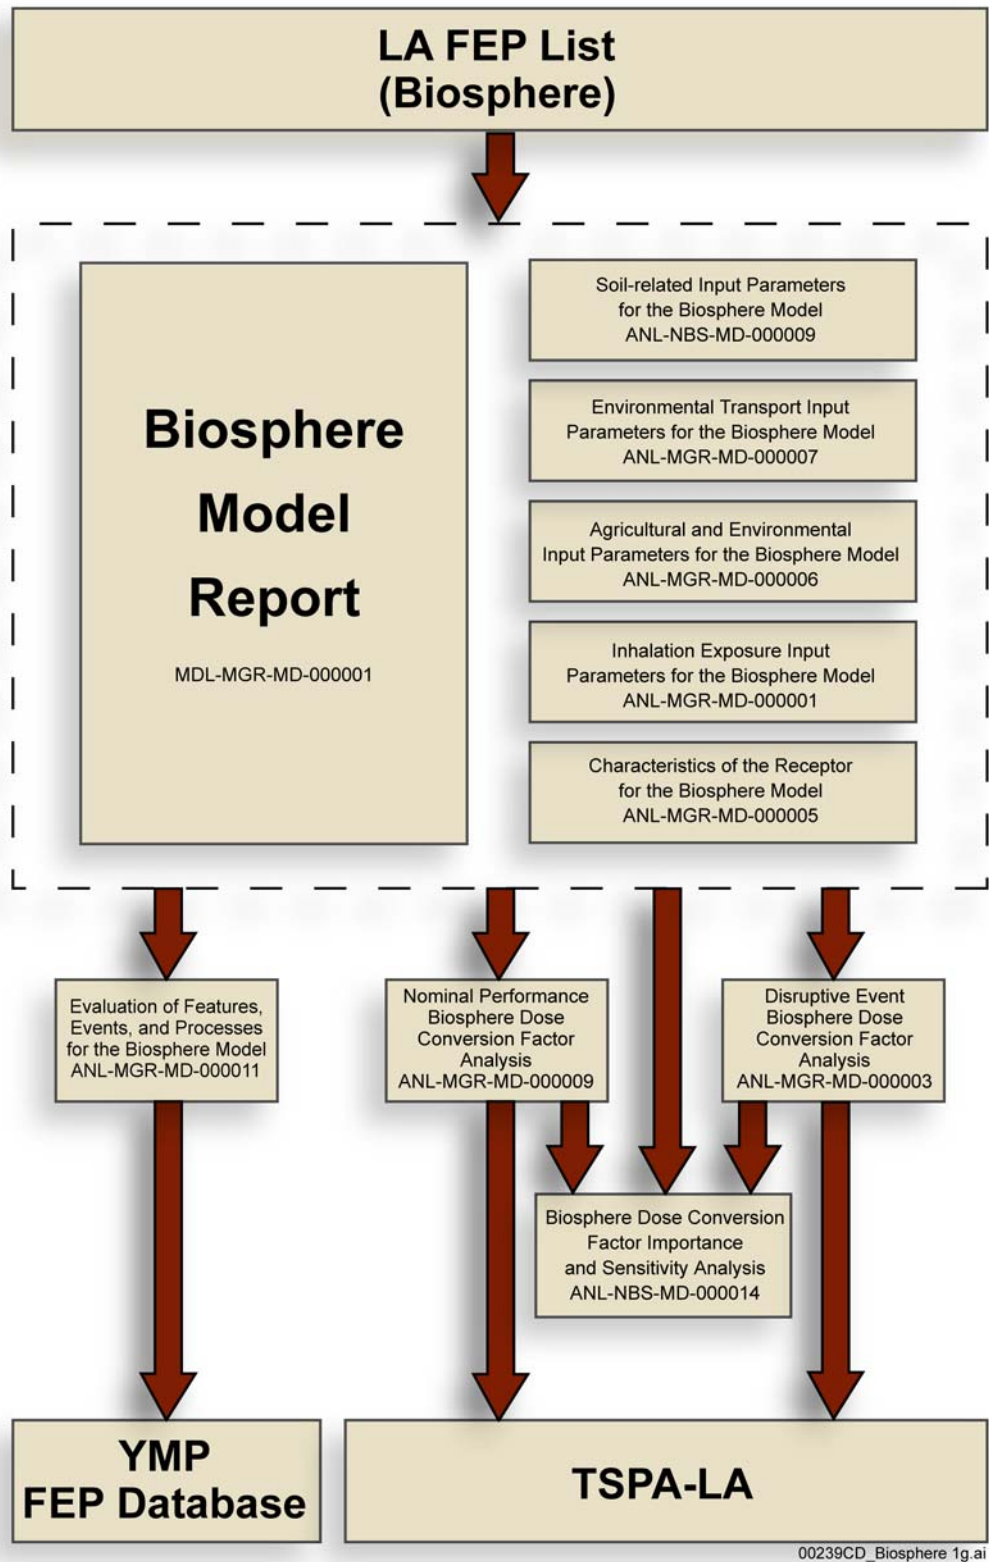 LA FEP List
(Biosphere)
Biosphere
Model
Report
MDL-MGR-MD-000001
Soil-related Input Parameters
for the Biosphere Model
ANL-NBS-MD-000009
Environmental Transport Input
Parameters for the Biosphere Model
ANL-MGR-MD-000007
Agricultural and Environmental
Input Parameters for the Biosphere Model
ANL-MGR-MD-000006
Inhalation Exposure Input
Parameters for the Biosphere Model
ANL-MGR-MD-000001
Characteristics of the Receptor
for the Biosphere Model
ANL-MGR-MD-000005
Evaluation of Features,
Events, and Processes
for the Biosphere Model
ANL-MGR-MD-000011
Nominal Performance
Biosphere Dose
Conversion Factor
Analysis
ANL-MGR-MD-000009
Disruptive Event
Biosphere Dose
Conversion Factor
Analysis
ANL-MGR-MD-000003
Biosphere Dose Conversion
Factor Importance
and Sensitivity Analysis
ANL-NBS-MD-000014
YMP
FEP Database
TSPA-LA
00239CD_Biosphere 1g.ai